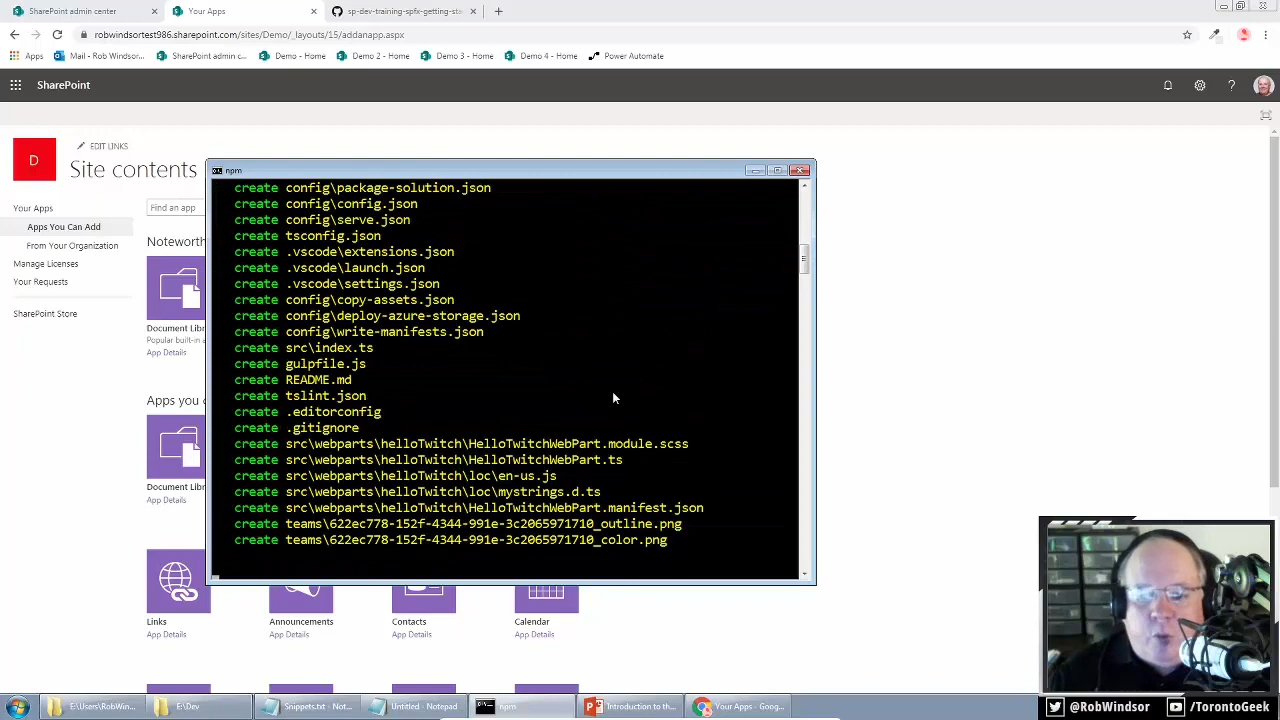 SharePoint admin center
Your Apps
sp-dev-training-spfx-getting-sta
robwindsortest986.sharepoint.com/sites/Demo/_layouts/15/addanapp.aspx
Apps
Mail - Rob Windsor...
SharePoint admin c...
Demo - Home
Demo 2 - Home
Demo 3 - Home
Demo 4 - Home
Power Automate
SharePoint
D
EDIT LINKS
Site contents
Your Apps
Apps You Can Add
From Your Organization
Manage Licenses
Your Requests
SharePoint Store
Find an app
Noteworth
Document Libr
Popular built-in a
App Details
Apps you c
Document Libr
App Details
npm
create config\package-solution.json
create config\config.json
create config\serve.json
create tsconfig.json
create .vscode\extensions.json
create .vscode\launch.json
create .vscode\settings.json
create config\copy-assets.json
create config\deploy-azure-storage.json
create config\write-manifests.json
create src\index.ts
create gulpfile.js
create README.md
create tslint.json
create .editorconfig
create .gitignore
create src\webparts\helloTwitch\HelloTwitchWebPart.module.scss
create src\webparts\helloTwitch\HelloTwitchWebPart.ts
create src\webparts\helloTwitch\loc\en-us.js
create src\webparts\helloTwitch\loc\mystrings.d.ts
create src\webparts\helloTwitch\HelloTwitchWebPart.manifest.json
create teams\622ec778-152f-4344-991e-3c2065971710_outline.png
create teams\622ec778-152f-4344-991e-3c2065971710_color.png
Links
App Details
Announcements
App Details
Contacts
App Details
Calendar
App Details
E:\Users\RobWin...
E:\Dev
Snippets.txt - Not...
Untitled - Notepad
npm
Introduction to th...
Your Apps - Goog...
@RobWindsor
/TorontoGeek